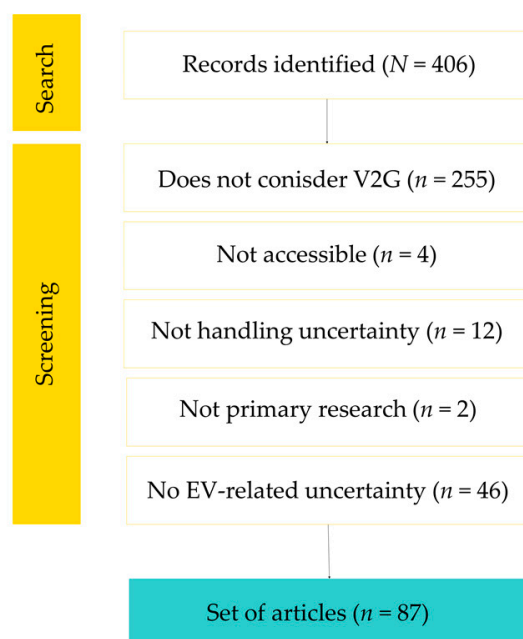 Search
Records identified (N = 406)
Screening
Does not conisder V2G (n = 255)
Not accessible (n = 4)
Not handling uncertainty (n = 12)
Not primary research (n = 2)
No EV-related uncertainty (n = 46)
Set of articles (n = 87)